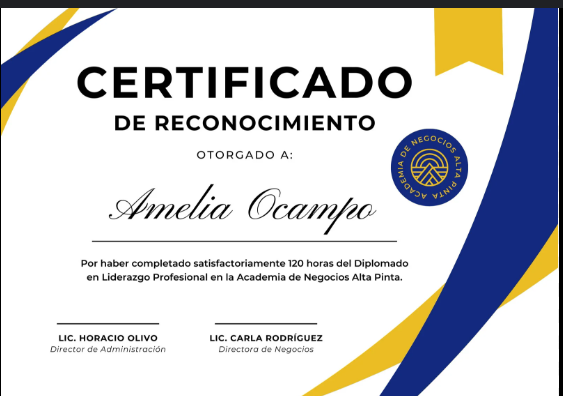 CERTIFICADO
DE RECONOCIMIENTO
OTORGADO A:
ACADEMIA DE NEGOCIOS ALTA PINTA
Amelia Ocampo
Por haber completado satisfactoriamente 120 horas del Diplomado
en Liderazgo Profesional en la Academia de Negocios Alta Pinta.
LIC. HORACIO OLIVO
Director de Administración
LIC. CARLA RODRÍGUEZ
Directora de Negocios